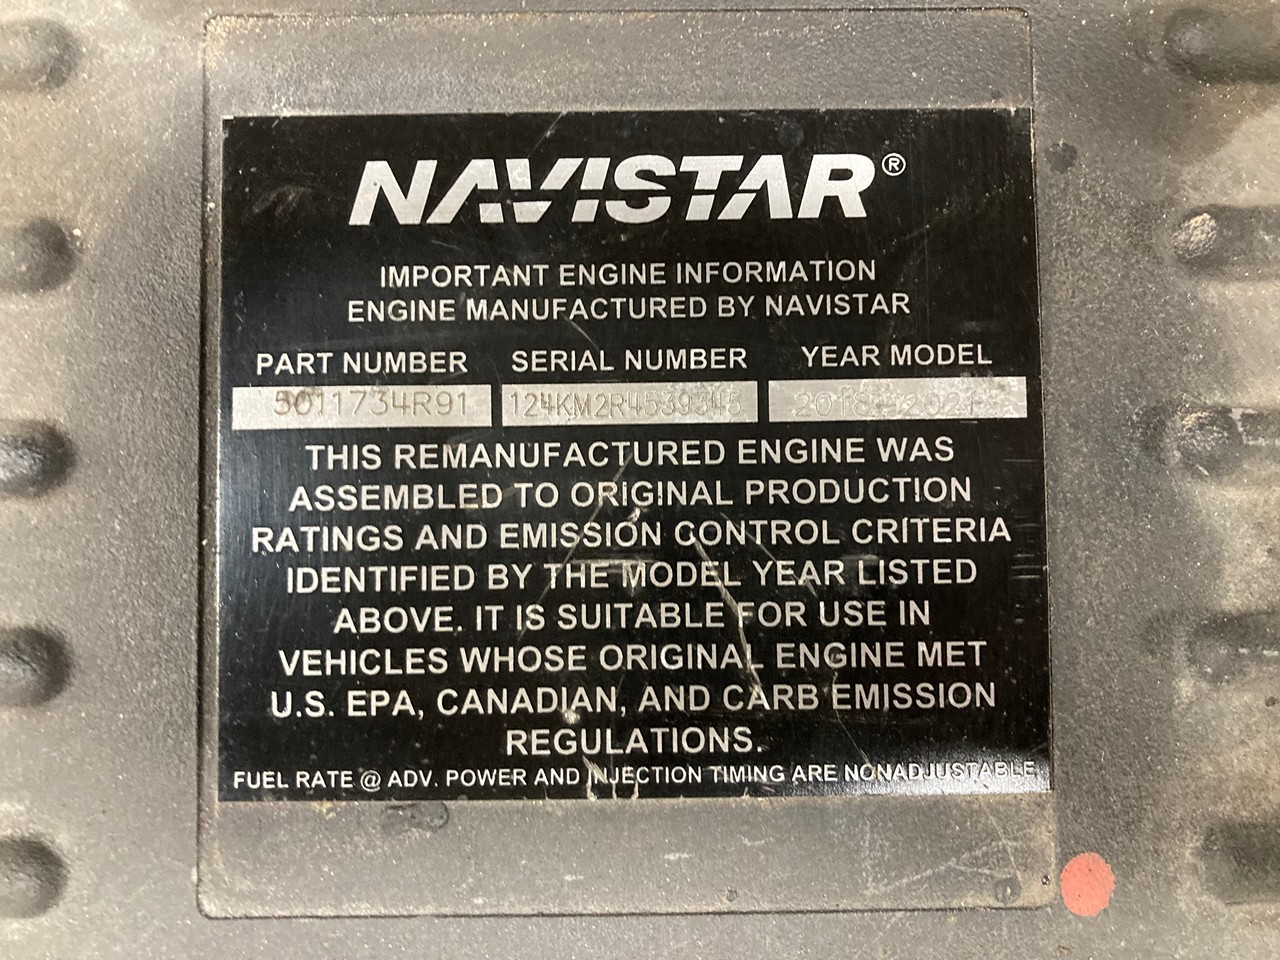 NAVISTAR®
IMPORTANT ENGINE INFORMATION
ENGINE MANUFACTURED BY NAVISTAR
PART NUMBER SERIAL NUMBER YEAR MODEL
5011734R91 124KM2R4539343 2018-2021
THIS REMANUFACTURED ENGINE WAS
ASSEMBLED TO ORIGINAL PRODUCTION
RATINGS AND EMISSION CONTROL CRITERIA
IDENTIFIED BY THE MODEL YEAR LISTED
ABOVE. IT IS SUITABLE FOR USE IN
VEHICLES WHOSE ORIGINAL ENGINE MET
U.S. EPA, CANADIAN, AND CARB EMISSION
REGULATIONS.
FUEL RATE @ ADV. POWER AND INJECTION TIMING ARE NONADJUSTABLE